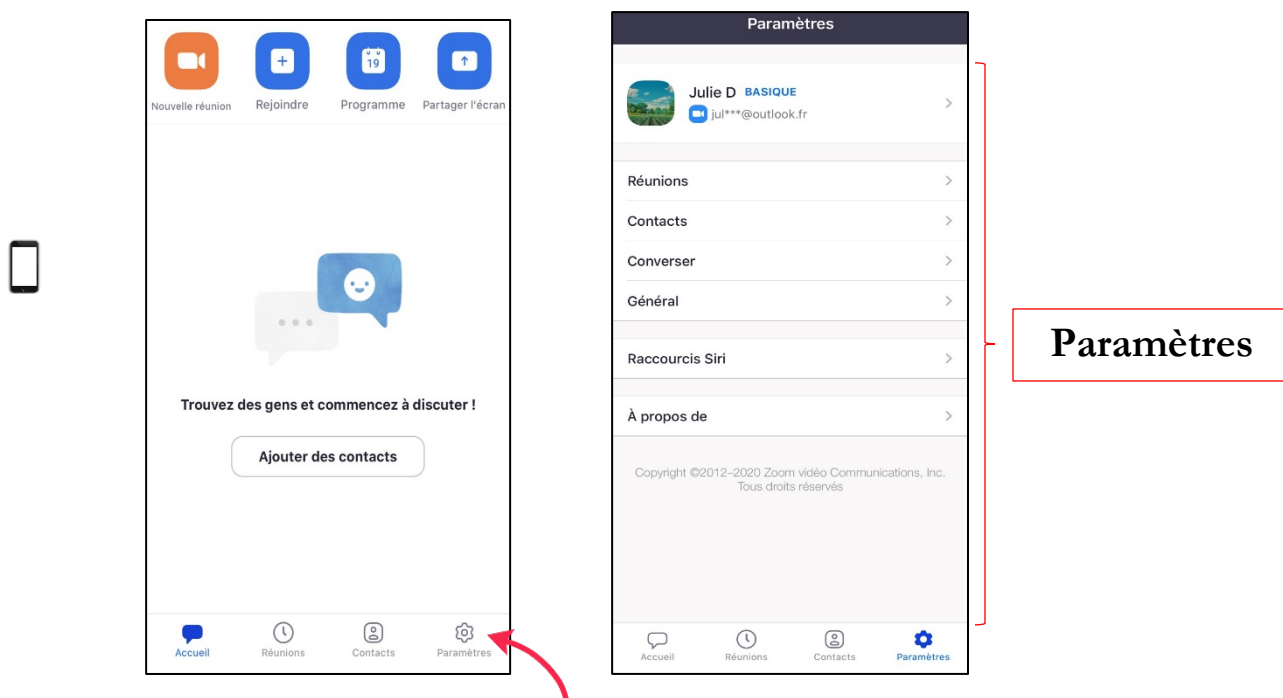 19
Nouvelle réunion Rejoindre Programme Partager l'écran
Trouvez des gens et commencez à discuter !
Ajouter des contacts
Accueil Réunions Contacts Paramètres
Paramètres
Julie D BASIQUE
jul***@outlook.fr
Réunions
Contacts
Converser
Général
Raccourcis Siri
À propos de
Copyright ©2012–2020 Zoom vidéo Communications, Inc.
Tous droits réservés
Accueil Réunions Contacts Paramètres
Paramètres